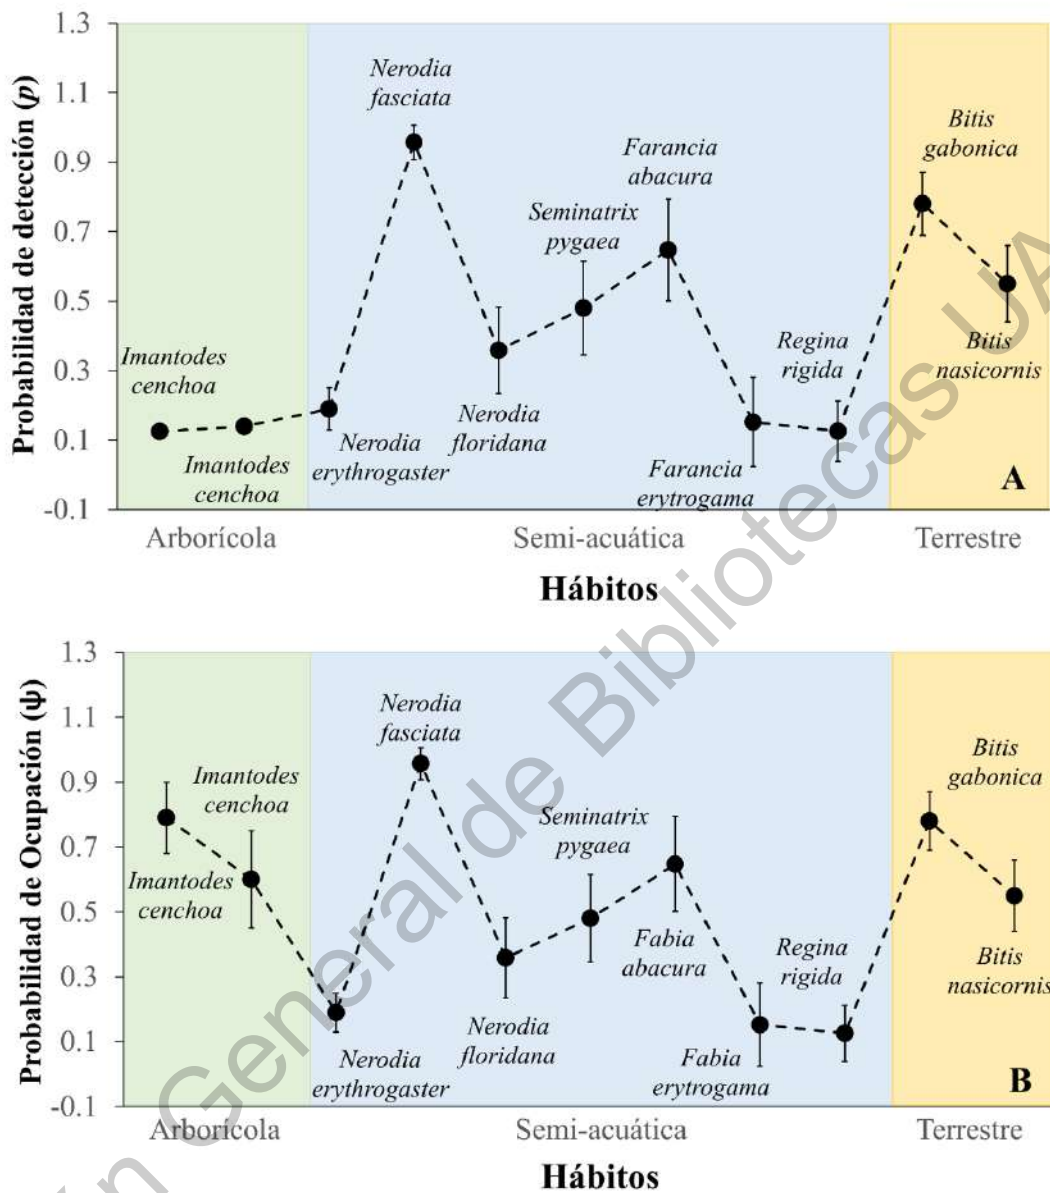 Probabilidad de detección (p)
1.3
1.1
0.9
0.7
0.5
0.3
0.1
-0.1
Imantodes
cenchoa
Imantodes
cenchoa
Nerodia
erythrogaster
Nerodia
fasciata
Nerodia
floridana
Seminatrix
pygaea
Farancia
abacura
Farancia
erytrogama
Regina
rigida
Bitis
gabonica
Bitis
nasicornis
A
Arborícola
Semi-acuática
Terrestre
Hábitos
Probabilidad de Ocupación (ψ)
1.3
1.1
0.9
0.7
0.5
0.3
0.1
-0.1
Imantodes
cenchoa
Imantodes
cenchoa
Nerodia
erythrogaster
Nerodia
fasciata
Nerodia
floridana
Seminatrix
pygaea
Fabia
abacura
Fabia
erytrogama
Regina
rigida
Bitis
gabonica
Bitis
nasicornis
B
Arborícola
Semi-acuática
Terrestre
Hábitos
General de Bibliotecas UA